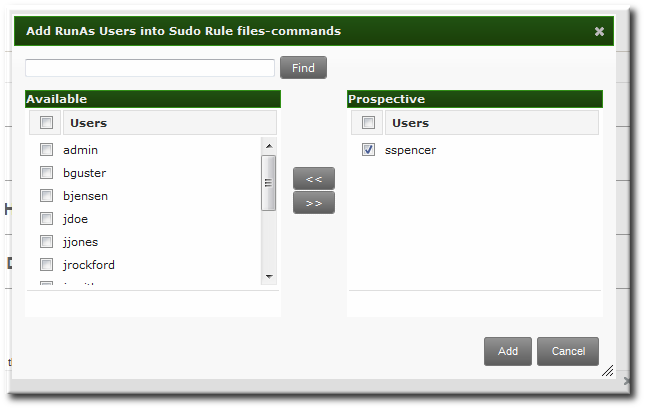 Add RunAs Users into Sudo Rule files-commands
Find
Available
Users
admin
bguster
bjensen
jdoe
jjones
jrockford
<<
>>
Prospective
Users
sspencer
Add
Cancel